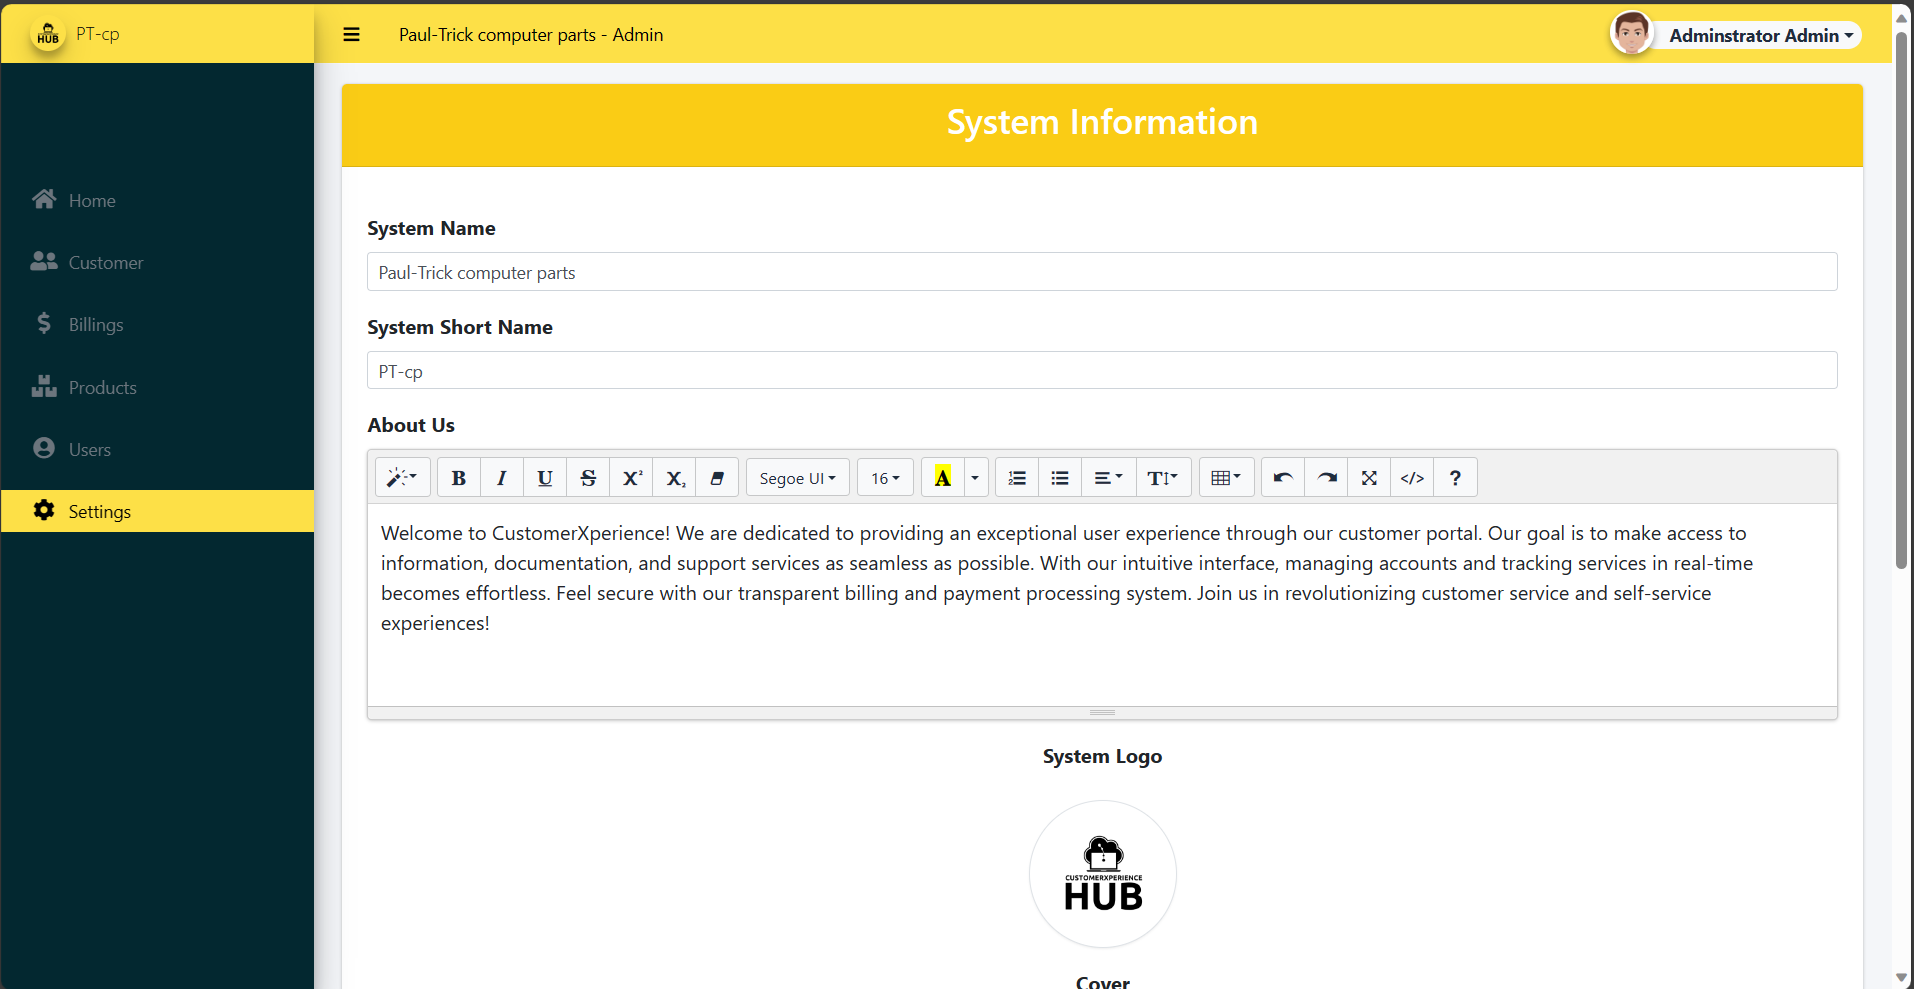 HUB PT-cp
Paul-Trick computer parts - Admin
Adminstrator Admin
System Information
Home
Customer
Billings
Products
Users
Settings
System Name
Paul-Trick computer parts
System Short Name
PT-cp
About Us
B I U S X² X₂ Segoe UI 16 A T </> ?
Welcome to CustomerXperience! We are dedicated to providing an exceptional user experience through our customer portal. Our goal is to make access to
information, documentation, and support services as seamless as possible. With our intuitive interface, managing accounts and tracking services in real-time
becomes effortless. Feel secure with our transparent billing and payment processing system. Join us in revolutionizing customer service and self-service
experiences!
System Logo
CUSTOMERXPERIENCE
HUB
Cover